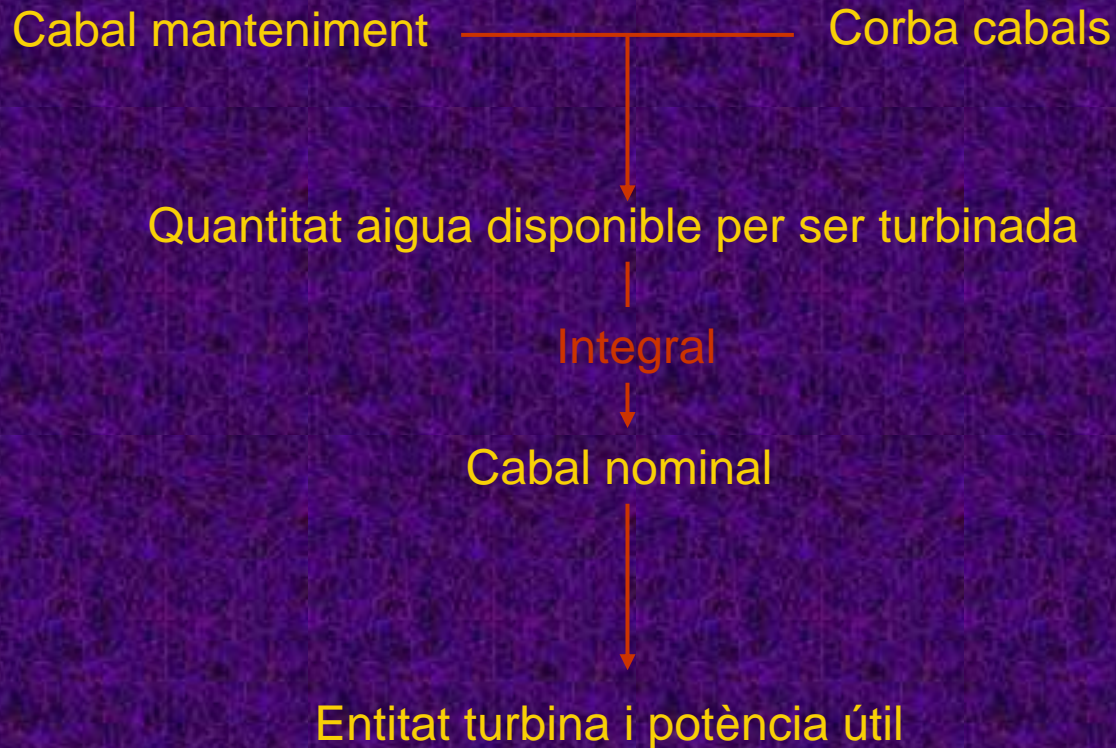 Cabal manteniment
Corba cabals
Quantitat aigua disponible per ser turbinada
Integral
Cabal nominal
Entitat turbina i potència útil